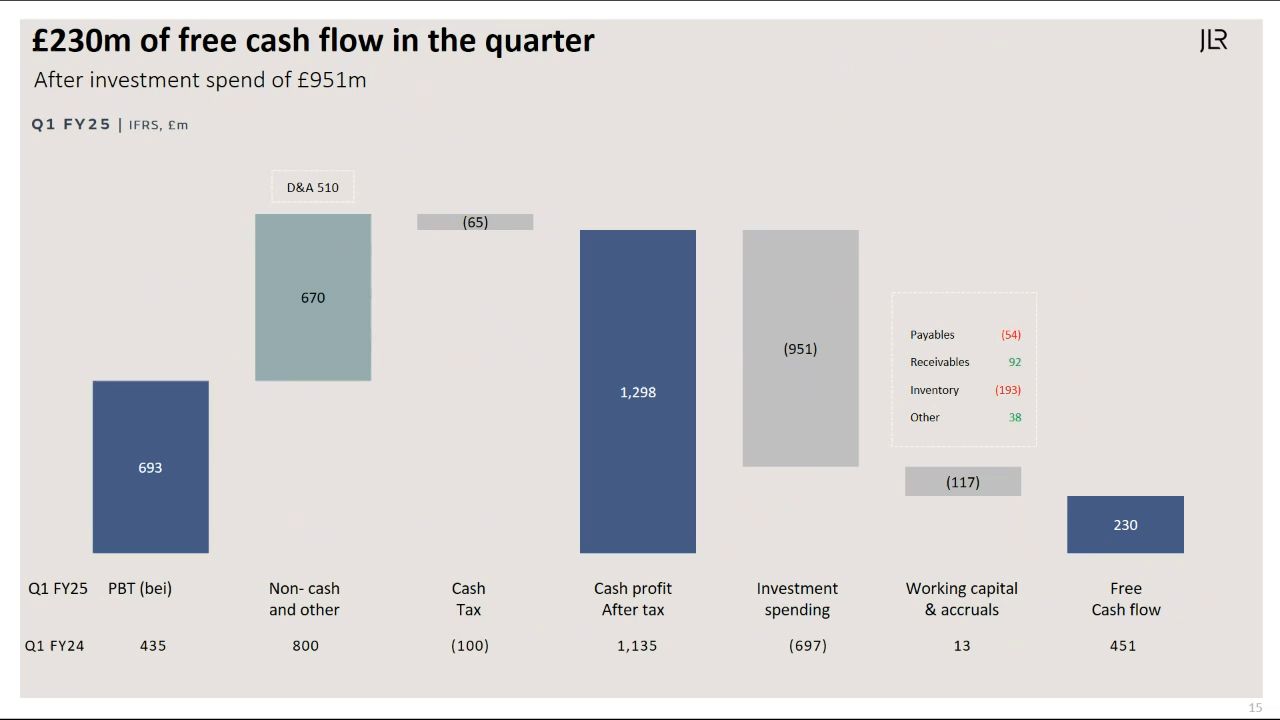 £230m of free cash flow in the quarter
JLR
After investment spend of £951m
Q1 FY25 | IFRS, £m
D&A 510
670
(65)
693
1,298
(951)
Payables (54)
Receivables 92
Inventory (193)
Other 38
(117)
230
Q1 FY25 PBT (bei) Non- cash and other Cash Tax Cash profit After tax Investment spending Working capital & accruals Free Cash flow
Q1 FY24 435 800 (100) 1,135 (697) 13 451
15